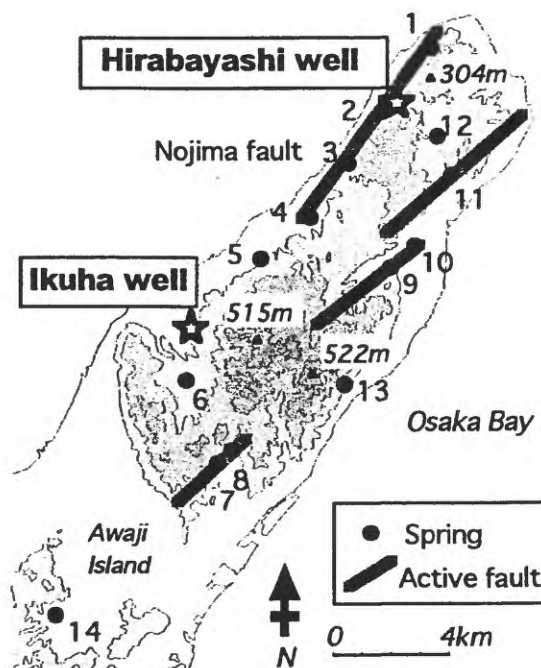 1
Hirabayashi well
304m
2
12
Nojima fault
3
11
4
5
10
Ikuha well
9
515m
522m
6
13
Osaka Bay
8
7
Spring
Awaji
Island
Active fault
14
N
0 4km